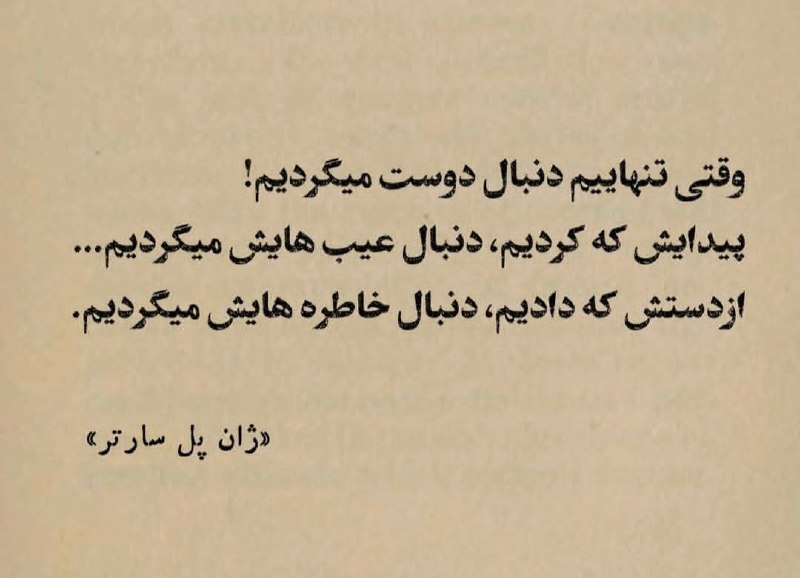 وقتی تنهاییم دنبال دوست میگردیم!
پیدایش که کردیم، دنبال عیب هایش میگردیم...
ازدستش که دادیم، دنبال خاطره هایش میگردیم.
«ژان پل سارتر»